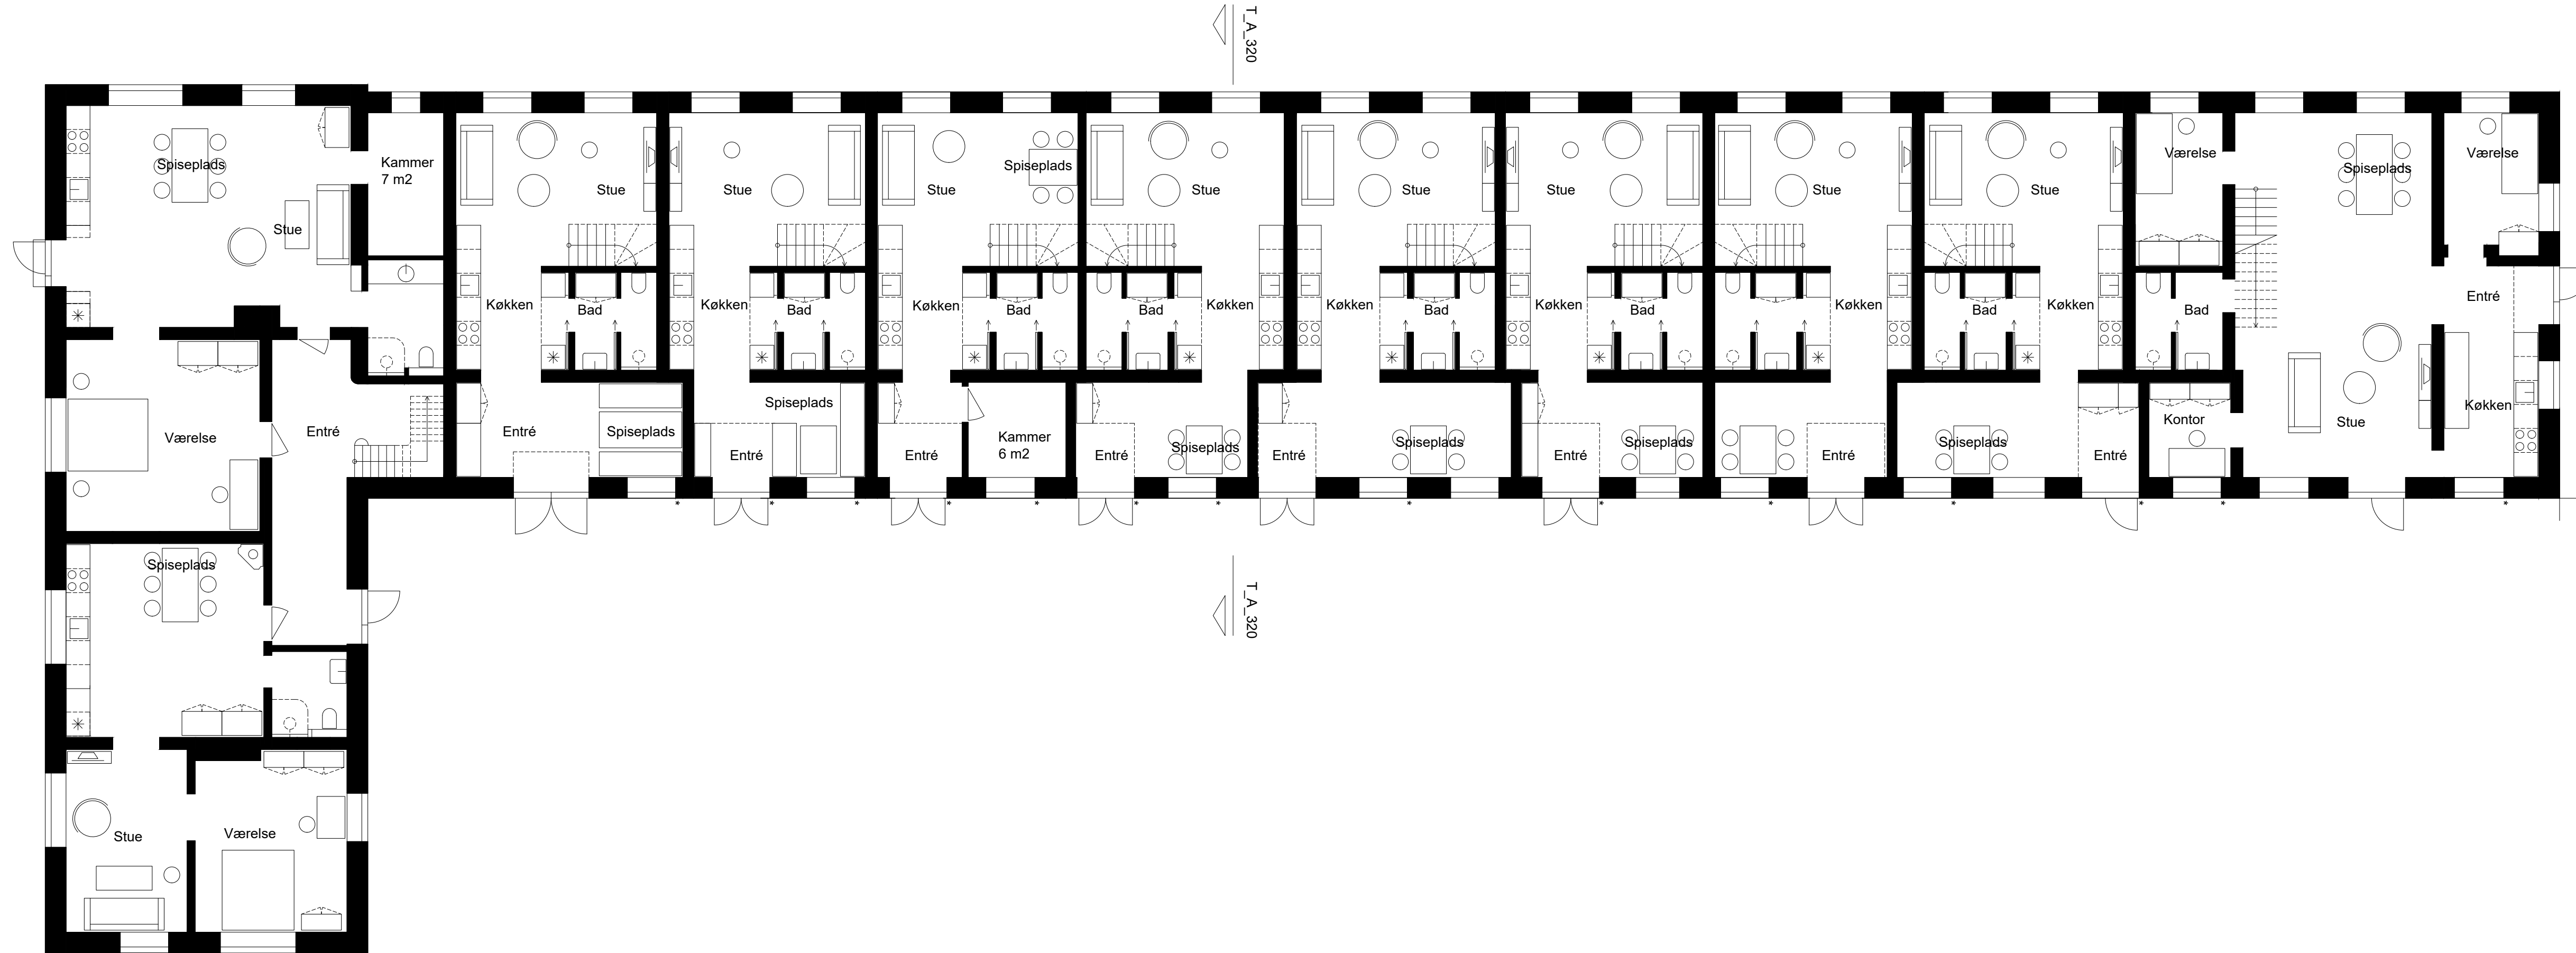 T_A_320
Spiseplads
Stue
Kammer
7 m2
Stue
Køkken
Bad
Stue
Køkken
Bad
Stue
Spiseplads
Køkken
Bad
Stue
Bad
Køkken
Stue
Køkken
Bad
Stue
Køkken
Bad
Stue
Køkken
Stue
Bad
Køkken
Værelse
Bad
Spiseplads
Værelse
Entré
Værelse
Entré
Entré
Spiseplads
Spiseplads
Entré
Entré
Kammer
6 m2
Entré
Spiseplads
Entré
Spiseplads
Entré
Spiseplads
Entré
Spiseplads
Entré
Kontor
Stue
Køkken
Spiseplads
T_A_320
Stue
Værelse